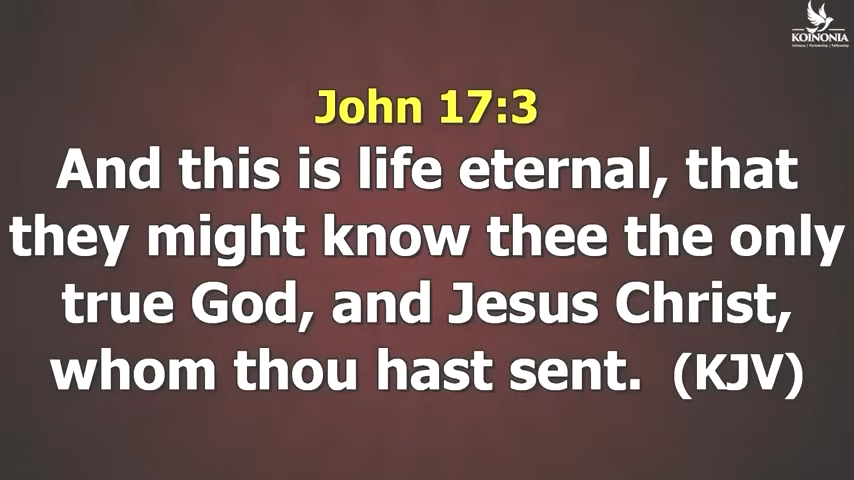 KOINONIA
John 17:3
And this is life eternal, that
they might know thee the only
true God, and Jesus Christ,
whom thou hast sent. (KJV)